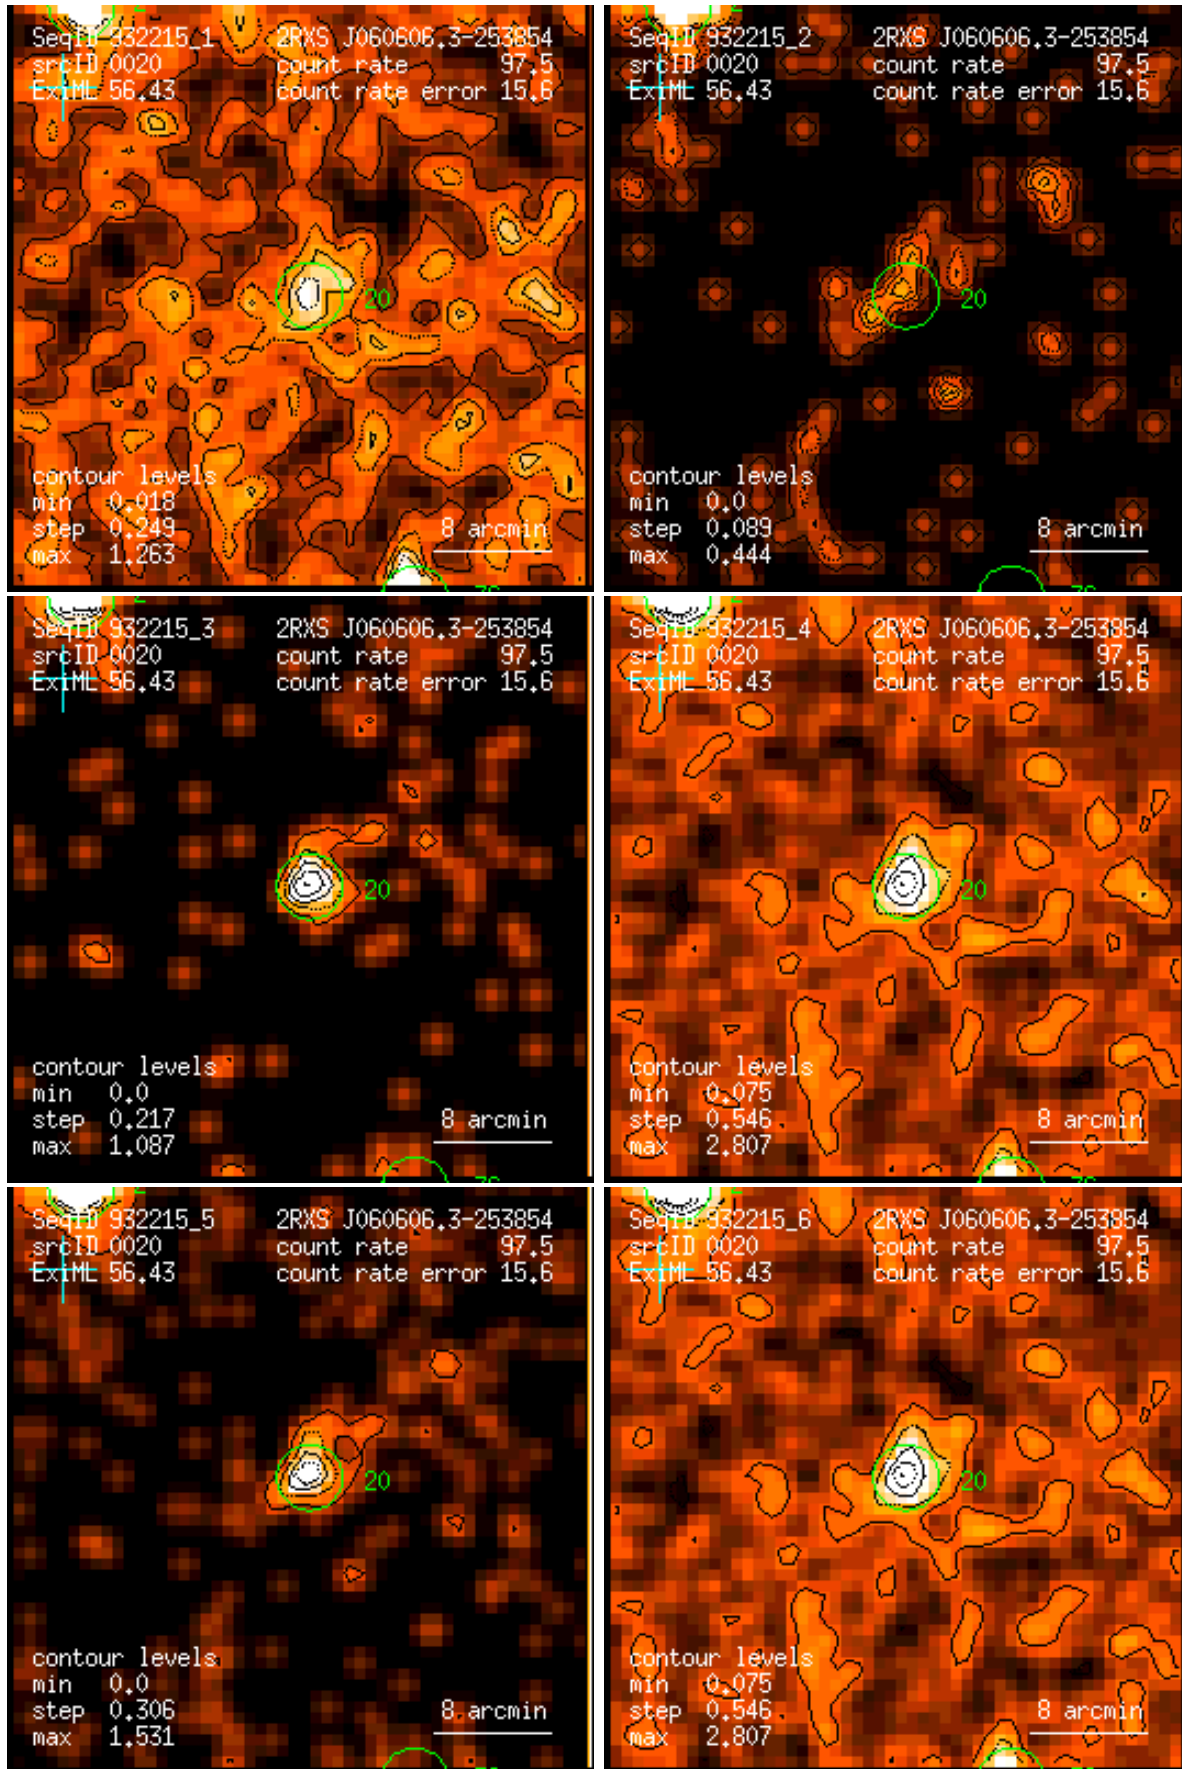 SeqID 932215_1 2RXS J060606.3-253854
srcID 0020 count rate 97.5
ExiML 56.43 count rate error 15.6
20
contour levels
min 0.018
step 0.249 8 arcmin
max 1.263
SeqID 932215_2 2RXS J060606.3-253854
srcID 0020 count rate 97.5
ExiML 56.43 count rate error 15.6
20
contour levels
min 0.0
step 0.089 8 arcmin
max 0.444
SeqID 932215_3 2RXS J060606.3-253854
srcID 0020 count rate 97.5
ExiML 56.43 count rate error 15.6
20
contour levels
min 0.0
step 0.217 8 arcmin
max 1.087
SeqID 932215_4 2RXS J060606.3-253854
srcID 0020 count rate 97.5
ExiML 56.43 count rate error 15.6
20
contour levels
min 0.075
step 0.546 8 arcmin
max 2.807
SeqID 932215_5 2RXS J060606.3-253854
srcID 0020 count rate 97.5
ExiML 56.43 count rate error 15.6
20
contour levels
min 0.0
step 0.306 8 arcmin
max 1.531
SeqID 932215_6 2RXS J060606.3-253854
srcID 0020 count rate 97.5
ExiML 56.43 count rate error 15.6
20
contour levels
min 0.075
step 0.546 8 arcmin
max 2.807